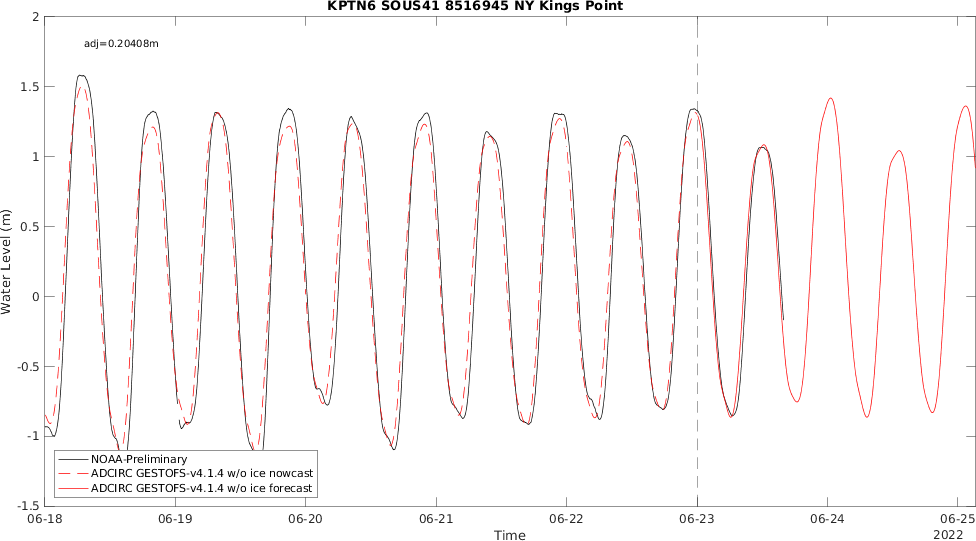 KPTN6 SOUS41 8516945 NY Kings Point
adj=0.20408m
2
1.5
1
0.5
0
-0.5
-1
-1.5
Water Level (m)
NOAA-Preliminary
ADCIRC GESTOFS-v4.1.4 w/o ice nowcast
ADCIRC GESTOFS-v4.1.4 w/o ice forecast
06-18 06-19 06-20 06-21 06-22 06-23 06-24 06-25
Time
2022